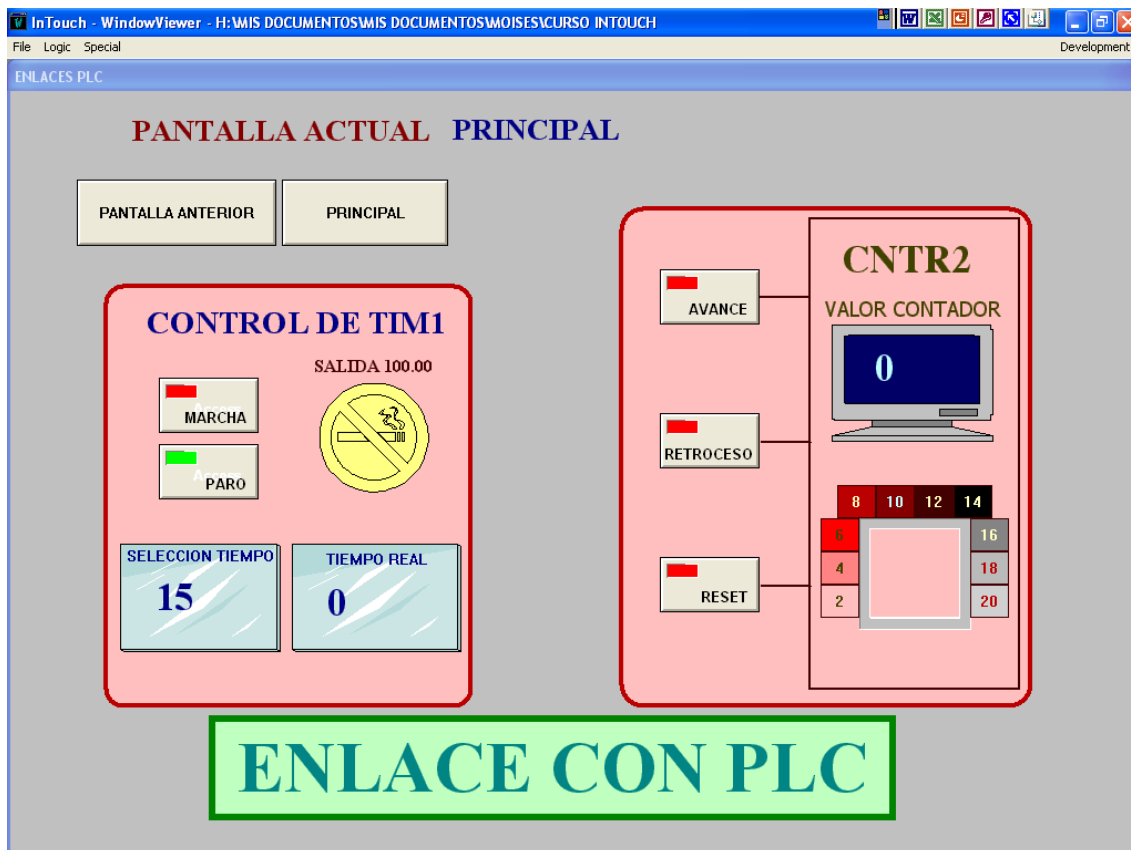 InTouch - WindowViewer - H:\MIS DOCUMENTOS\MIS DOCUMENTOS\MOISES\CURSO INTOUCH
File Logic Special
Development
ENLACES PLC
PANTALLA ACTUAL PRINCIPAL
PANTALLA ANTERIOR
PRINCIPAL
CONTROL DE TIM1
SALIDA 100.00
MARCHA
PARO
SELECCION TIEMPO
15
TIEMPO REAL
0
AVANCE
RETROCESO
RESET
CNTR2
VALOR CONTADOR
0
8 10 12 14
6 16
4 18
2 20
ENLACE CON PLC